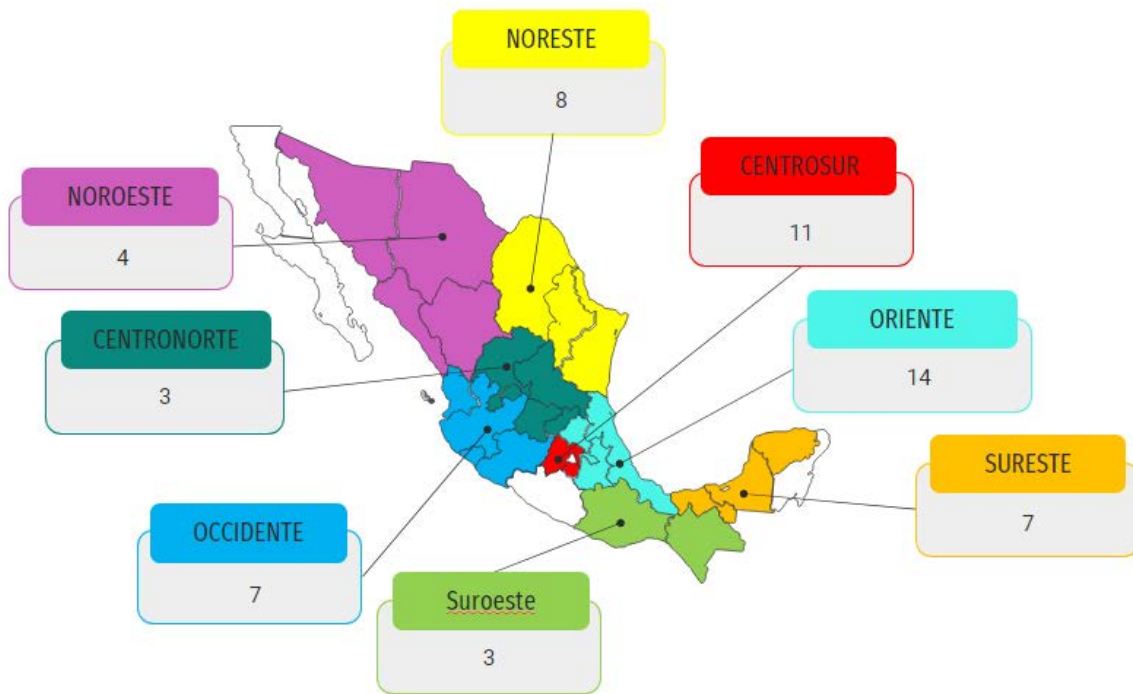 NORESTE
8
CENTROSUR
11
NOROESTE
4
ORIENTE
14
CENTRONORTE
3
SURESTE
7
OCCIDENTE
7
Suroeste
3